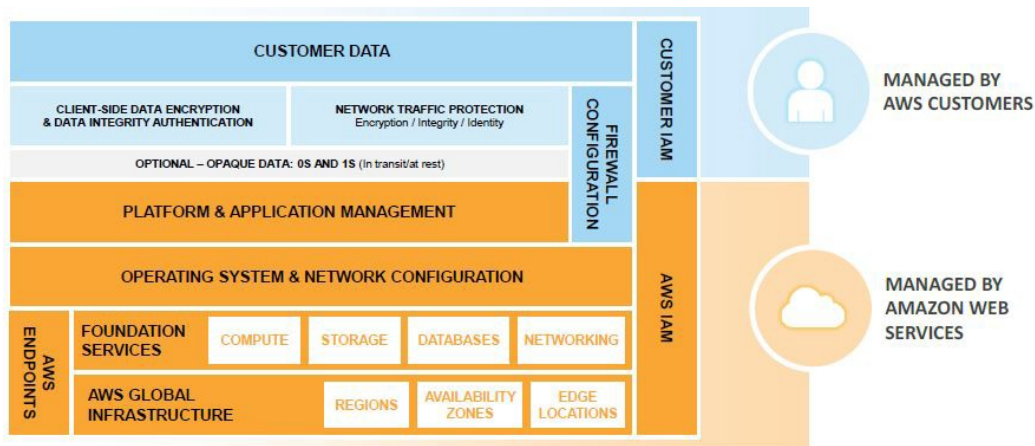 CUSTOMER DATA
CUSTOMER IAM
MANAGED BY
AWS CUSTOMERS
CLIENT-SIDE DATA ENCRYPTION
& DATA INTEGRITY AUTHENTICATION
NETWORK TRAFFIC PROTECTION
Encryption / Integrity / Identity
FIREWALL
CONFIGURATION
OPTIONAL – OPAQUE DATA: 0S AND 1S (In transit/at rest)
PLATFORM & APPLICATION MANAGEMENT
OPERATING SYSTEM & NETWORK CONFIGURATION
AWS IAM
MANAGED BY
AMAZON WEB
SERVICES
AWS
ENDPOINTS
FOUNDATION
SERVICES
COMPUTE
STORAGE
DATABASES
NETWORKING
AWS GLOBAL
INFRASTRUCTURE
REGIONS
AVAILABILITY
ZONES
EDGE
LOCATIONS